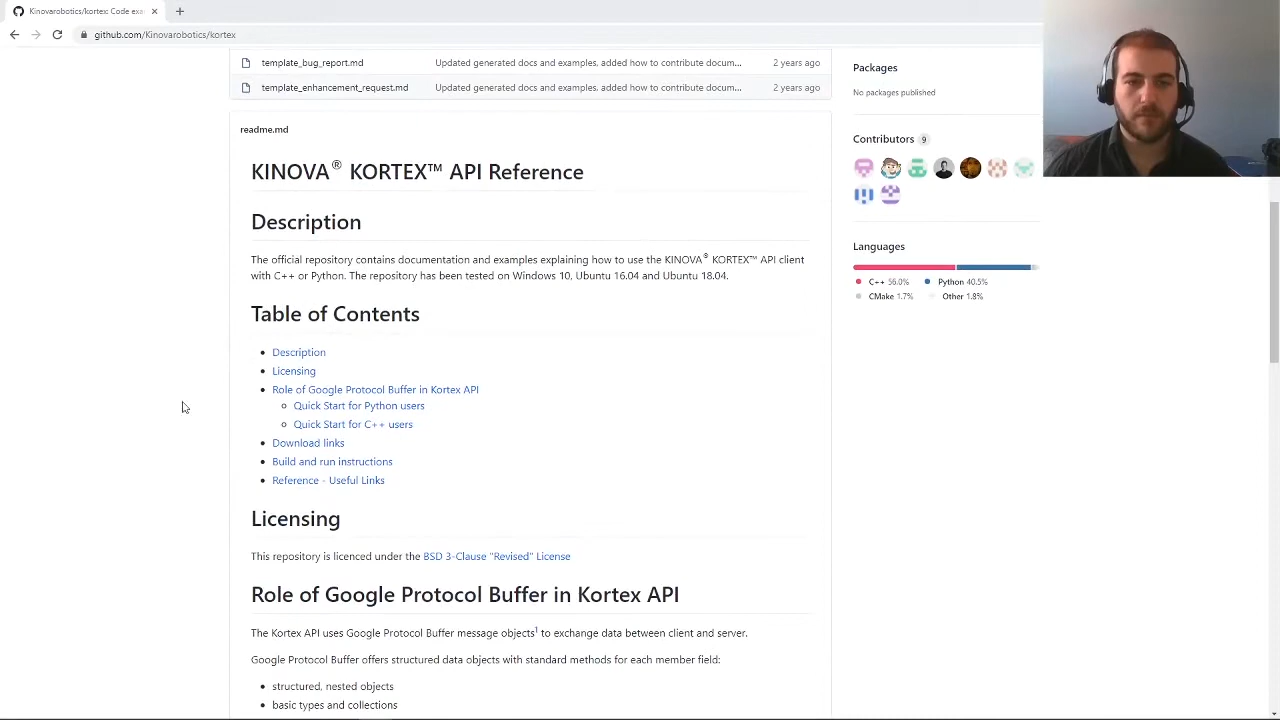 Kinovarobotics/kortex: Code exa
github.com/Kinovarobotics/kortex
template_bug_report.md Updated generated docs and examples, added how to contribute docum... 2 years ago
template_enhancement_request.md Updated generated docs and examples, added how to contribute docum... 2 years ago
readme.md
KINOVA® KORTEX™ API Reference
Description
The official repository contains documentation and examples explaining how to use the KINOVA® KORTEX™ API client
with C++ or Python. The repository has been tested on Windows 10, Ubuntu 16.04 and Ubuntu 18.04.
Table of Contents
• Description
• Licensing
• Role of Google Protocol Buffer in Kortex API
Quick Start for Python users
Quick Start for C++ users
• Download links
• Build and run instructions
• Reference - Useful Links
Licensing
This repository is licenced under the BSD 3-Clause "Revised" License
Role of Google Protocol Buffer in Kortex API
The Kortex API uses Google Protocol Buffer message objects¹ to exchange data between client and server.
Google Protocol Buffer offers structured data objects with standard methods for each member field:
• structured, nested objects
• basic types and collections
Packages
No packages published
Contributors 9
Languages
C++ 56.0% Python 40.5%
CMake 1.7% Other 1.8%